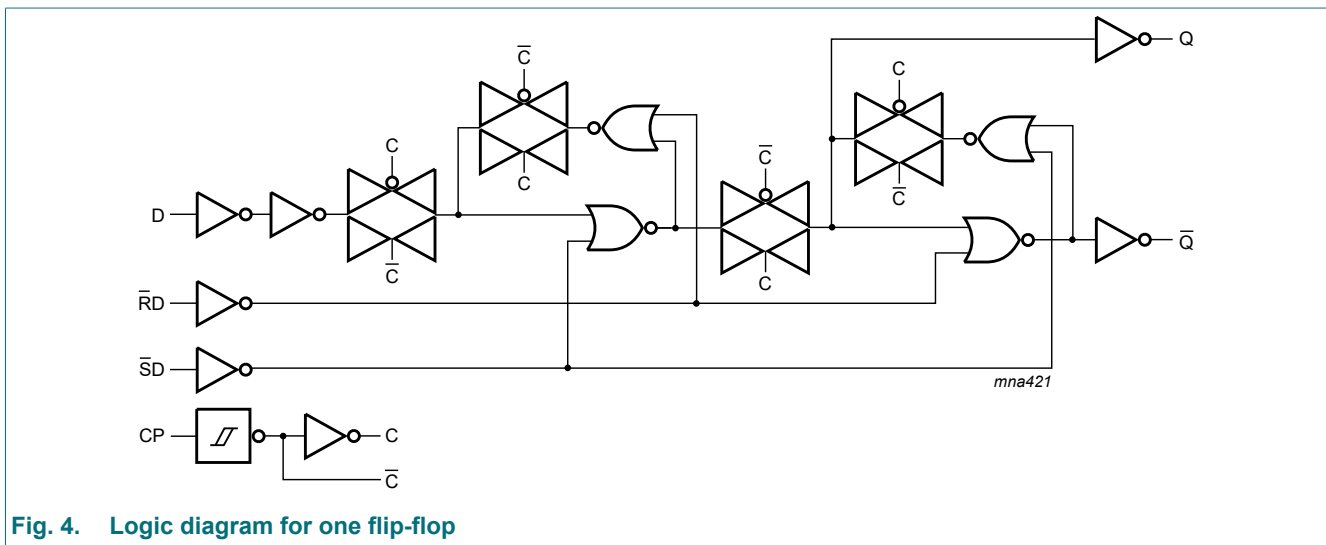 Q
C̅
C
C
C̅
C
C̅
D
C̅
Q̅
C̅
C
R̅D
S̅D
mna421
CP
C
C̅
Fig. 4. Logic diagram for one flip-flop